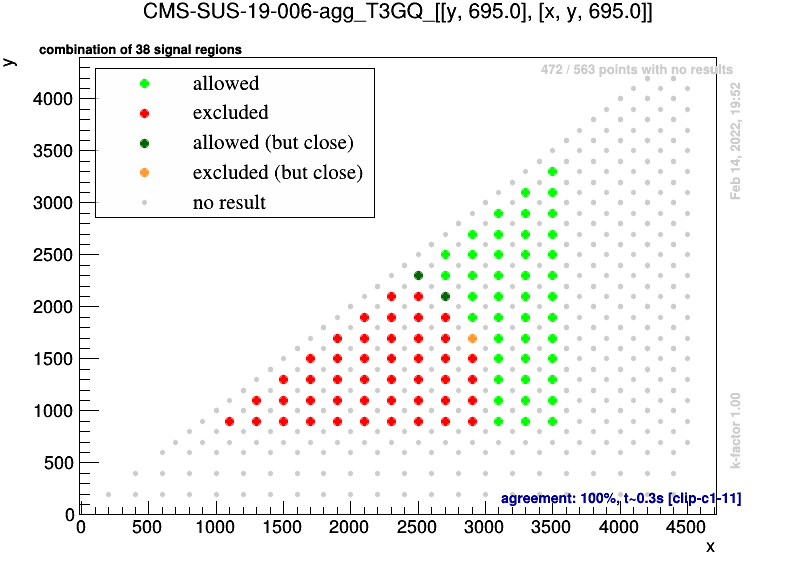 CMS-SUS-19-006-agg_T3GQ_[[y, 695.0], [x, y, 695.0]]
combination of 38 signal regions
y
472 / 563 points with no results
allowed
excluded
allowed (but close)
excluded (but close)
no result
Feb 14, 2022, 19:52
k-factor 1.00
4000
3500
3000
2500
2000
1500
1000
500
0
agreement: 100%, t~0.3s [clip-c1-11]
0 500 1000 1500 2000 2500 3000 3500 4000 4500
x